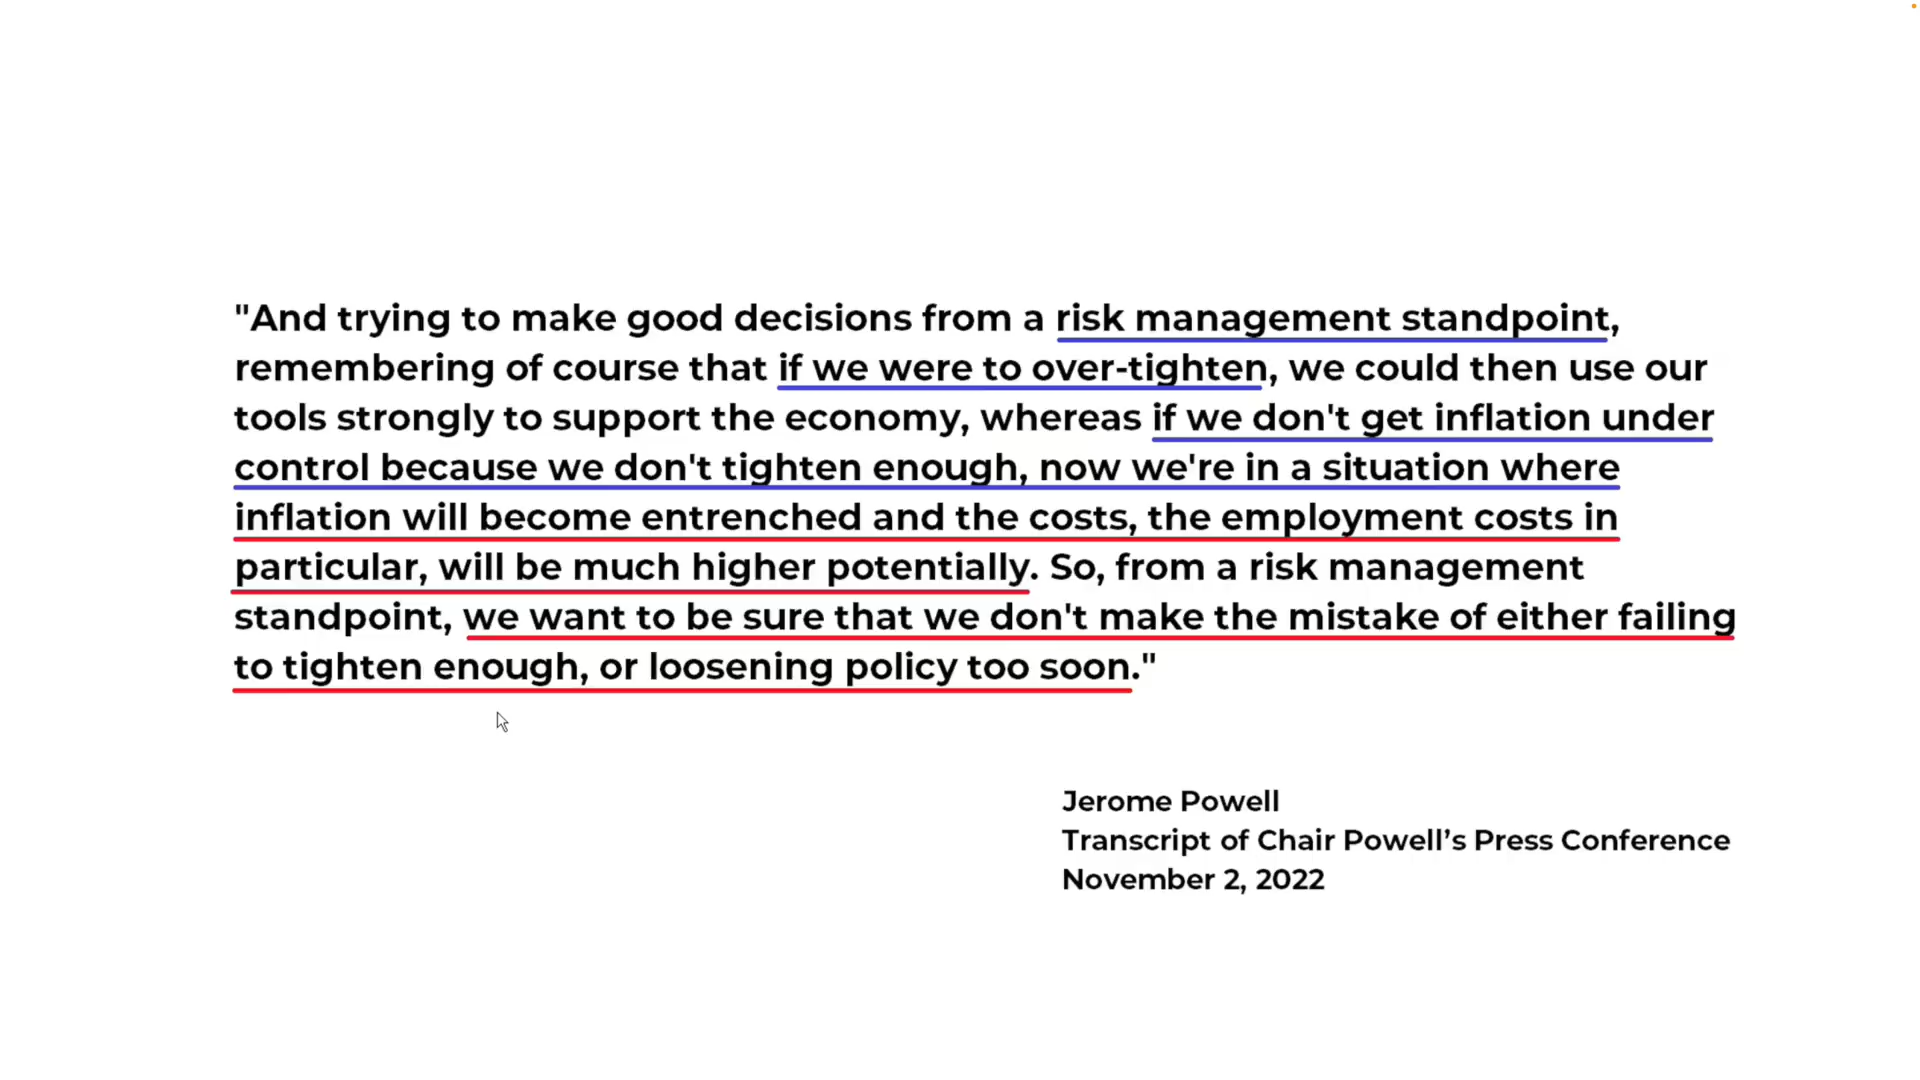 "And trying to make good decisions from a risk management standpoint,
remembering of course that if we were to over-tighten, we could then use our
tools strongly to support the economy, whereas if we don't get inflation under
control because we don't tighten enough, now we're in a situation where
inflation will become entrenched and the costs, the employment costs in
particular, will be much higher potentially. So, from a risk management
standpoint, we want to be sure that we don't make the mistake of either failing
to tighten enough, or loosening policy too soon."
Jerome Powell
Transcript of Chair Powell’s Press Conference
November 2, 2022